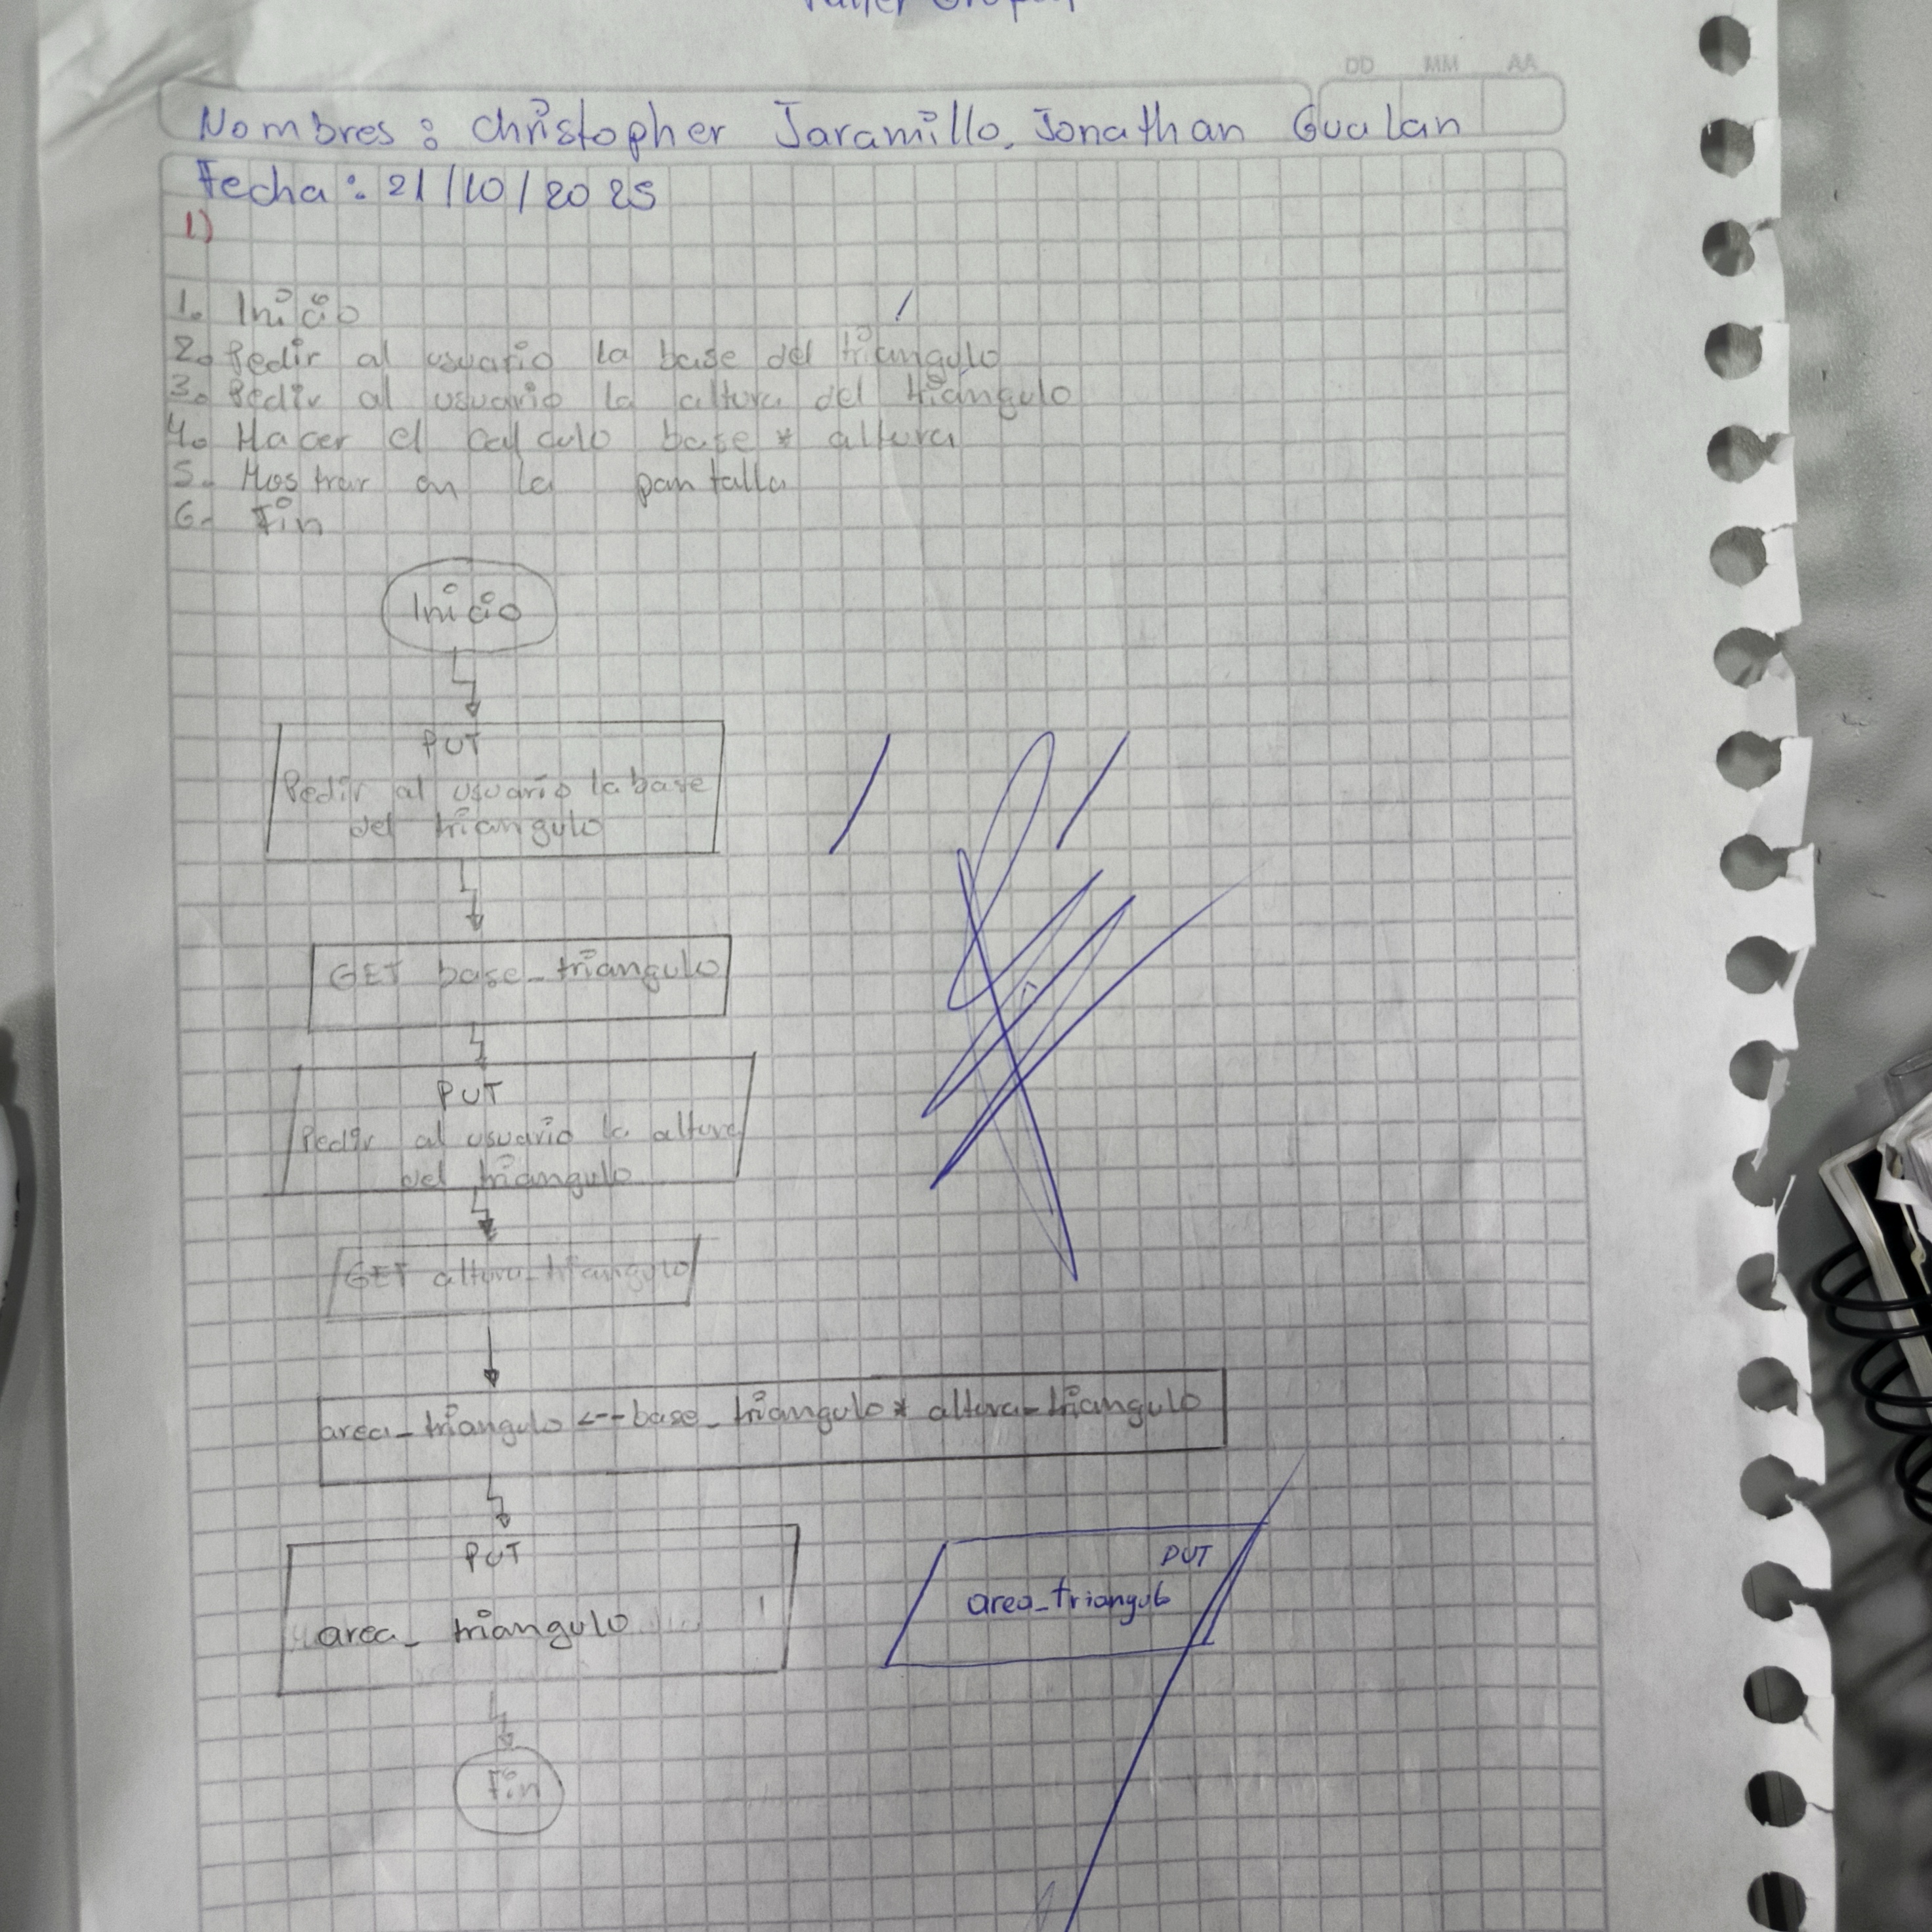 DD MM AA
Nombres : Christopher Jaramillo, Jonathan Gualan
Fecha : 21/10/2025
1)
1. Inicio
2. Pedir al usuario la base del triangulo
3. Pedir al usuario la altura del triangulo
4. Hacer el calculo base * altura
5. Mostrar en la pantalla
6. Fin
Inicio
PUT
Pedir al usuario la base
del triangulo
GET base_triangulo
PUT
Pedir al usuario la altura
del triangulo
GET altura_triangulo
area_triangulo <-- base_triangulo * altura_triangulo
PUT
area_triangulo
PUT
area_triangulo
Fin